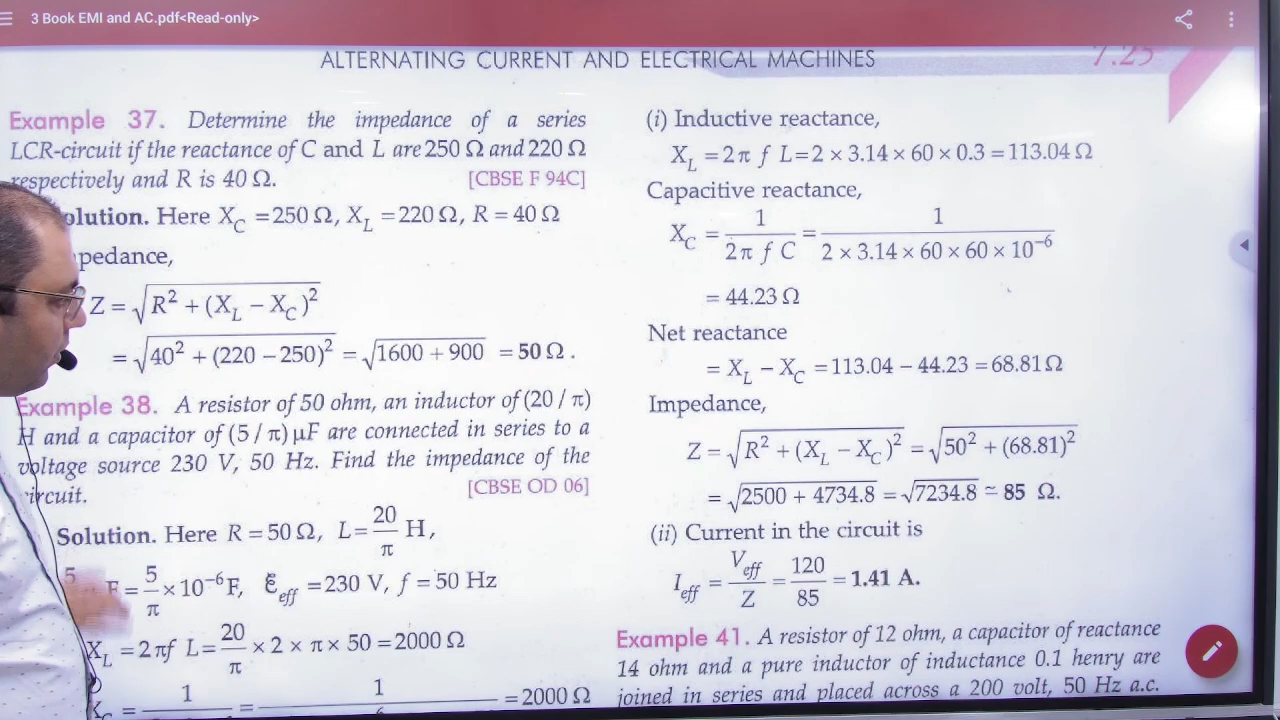 3 Book EMI and AC.pdf<Read-only>
ALTERNATING CURRENT AND ELECTRICAL MACHINES 7.25
Example 37. Determine the impedance of a series
LCR-circuit if the reactance of C and L are 250 Ω and 220 Ω
respectively and R is 40 Ω. [CBSE F 94C]
olution. Here X_C = 250 Ω, X_L = 220 Ω, R = 40 Ω
pedance,
Z = √(R² + (X_L − X_C)²)
= √(40² + (220 − 250)²) = √(1600 + 900) = 50 Ω.
Example 38. A resistor of 50 ohm, an inductor of (20 / π)
H and a capacitor of (5 / π) μF are connected in series to a
voltage source 230 V, 50 Hz. Find the impedance of the
ircuit. [CBSE OD 06]
Solution. Here R = 50 Ω, L = 20/π H,
5 F = 5/π × 10⁻⁶ F, ℰ_eff = 230 V, f = 50 Hz
X_L = 2πf L = 20/π × 2 × π × 50 = 2000 Ω
= 1 = 1 = 2000 Ω
(i) Inductive reactance,
X_L = 2π f L = 2 × 3.14 × 60 × 0.3 = 113.04 Ω
Capacitive reactance,
X_C = 1/(2π f C) = 1/(2 × 3.14 × 60 × 60 × 10⁻⁶)
= 44.23 Ω
Net reactance
= X_L − X_C = 113.04 − 44.23 = 68.81 Ω
Impedance,
Z = √(R² + (X_L − X_C)²) = √(50² + (68.81)²)
= √(2500 + 4734.8) = √7234.8 ≃ 85 Ω.
(ii) Current in the circuit is
I_eff = V_eff/Z = 120/85 = 1.41 A.
Example 41. A resistor of 12 ohm, a capacitor of reactance
14 ohm and a pure inductor of inductance 0.1 henry are
joined in series and placed across a 200 volt, 50 Hz a.c.